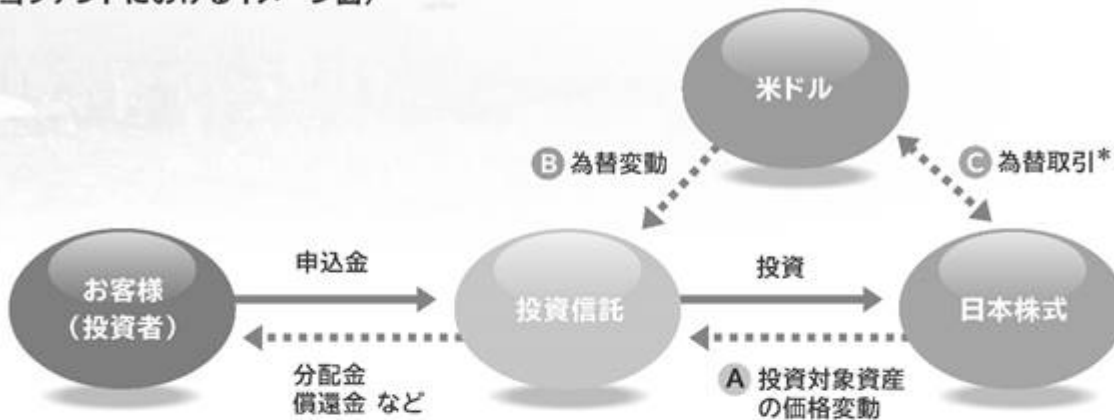 米ドル
B 為替変動
C 為替取引*
お客様
(投資者)
申込金
投資信託
投資
日本株式
分配金
償還金 など
A 投資対象資産
の価格変動